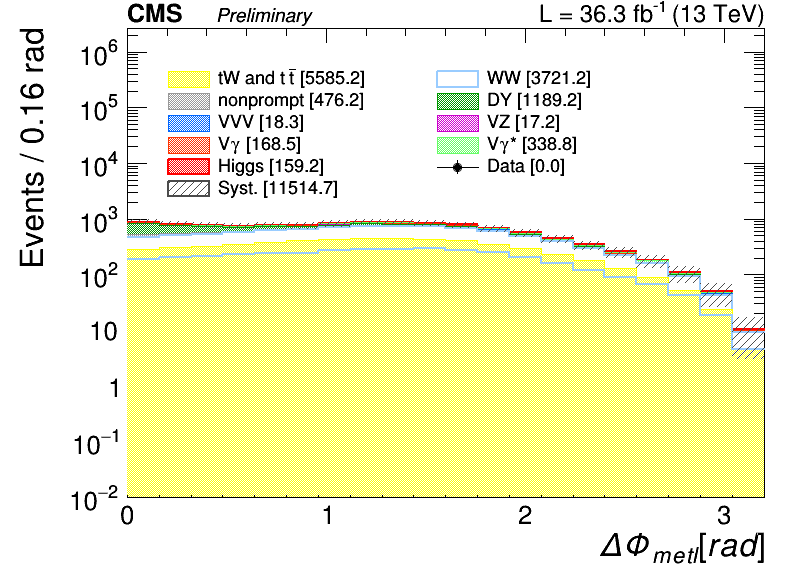 CMS Preliminary L = 36.3 fb⁻¹ (13 TeV)
Events / 0.16 rad
10⁶
10⁵
10⁴
10³
10²
10
1
10⁻¹
10⁻²
tW and tt̄ [5585.2] WW [3721.2]
nonprompt [476.2] DY [1189.2]
VVV [18.3] VZ [17.2]
Vγ [168.5] Vγ* [338.8]
Higgs [159.2] Data [0.0]
Syst. [11514.7]
0 1 2 3
ΔΦmetl[rad]